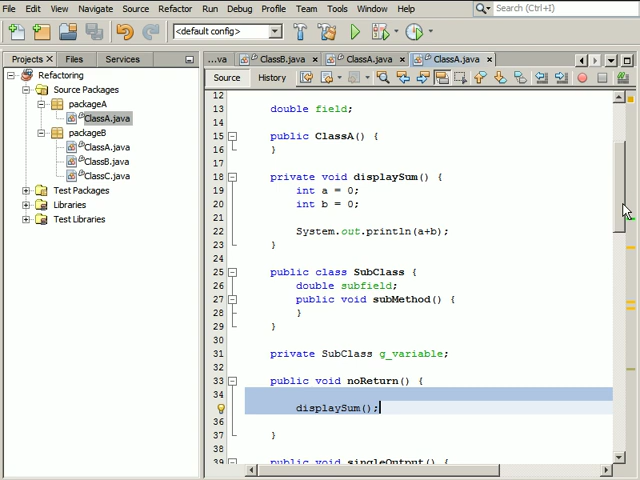 File Edit View Navigate Source Refactor Run Debug Profile Team Tools Window Help Search (Ctrl+I)
<default config>
Projects Files Services
...va ClassB.java ClassA.java ClassA.java
Source History
Refactoring
Source Packages
packageA
ClassA.java
packageB
ClassA.java
ClassB.java
ClassC.java
Test Packages
Libraries
Test Libraries
12
13 double field;
14
15 public ClassA() {
16 }
17
18 private void displaySum() {
19 int a = 0;
20 int b = 0;
21
22 System.out.println(a+b);
23 }
24
25 public class SubClass {
26 double subfield;
27 public void subMethod() {
28 }
29 }
30
31 private SubClass g_variable;
32
33 public void noReturn() {
34
displaySum();
36
37 }
38
39 public void singleOutput() {